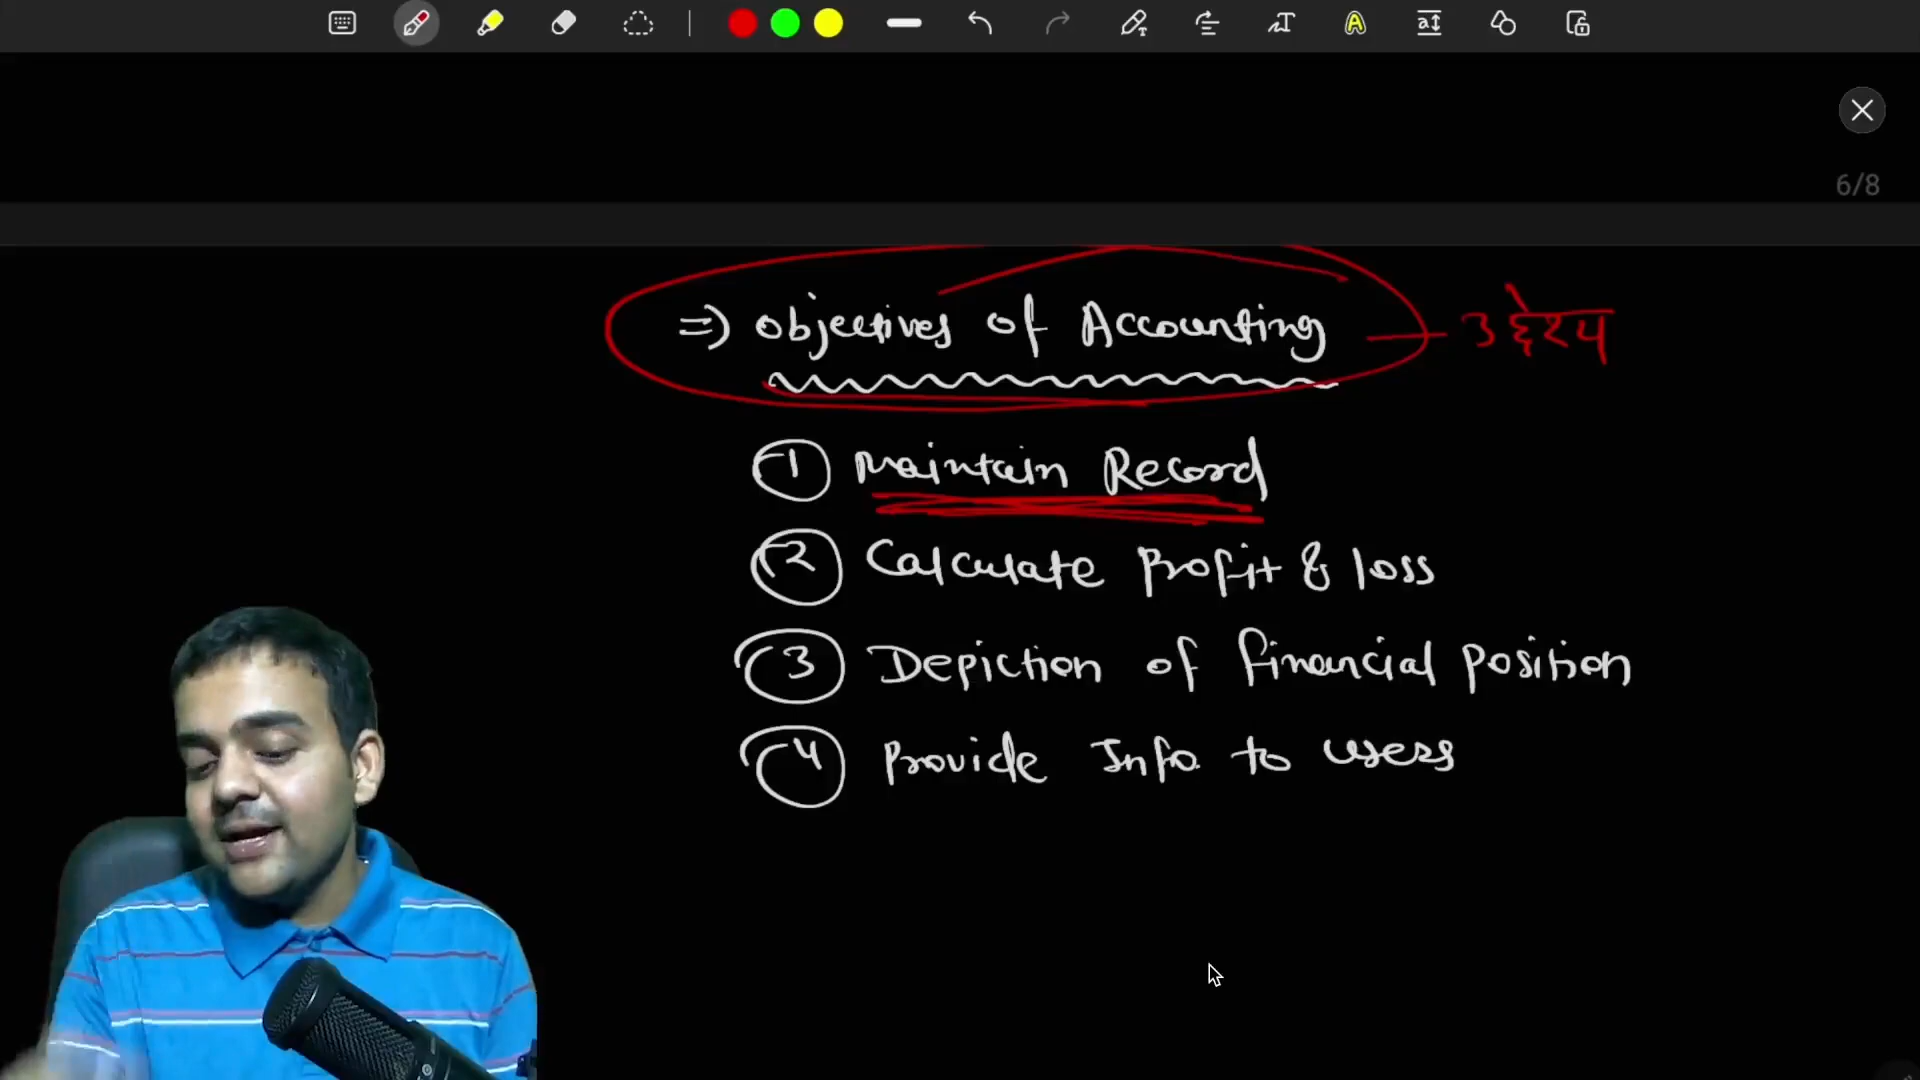 6/8
=> Objectives of Accounting — उद्देश्य
① Maintain Record
② Calculate Profit & loss
③ Depiction of financial position
④ Provide Info. to users